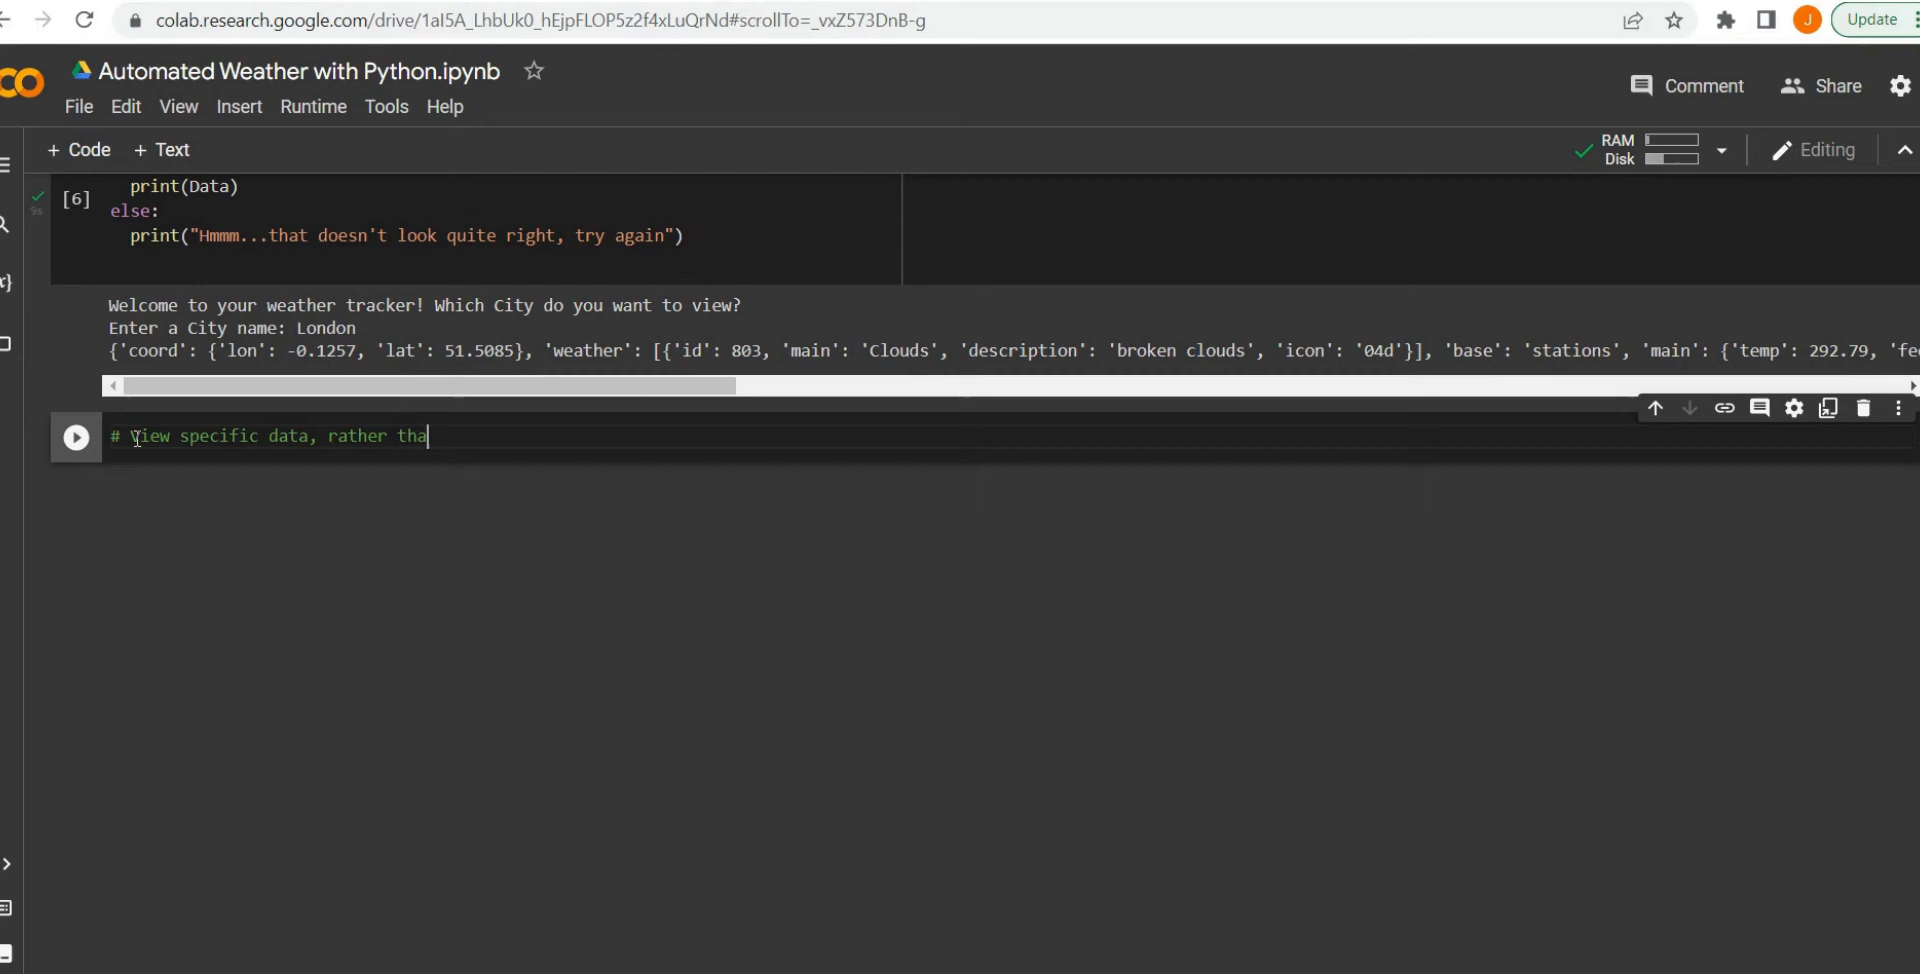 colab.research.google.com/drive/1aI5A_LhbUk0_hEjpFLOP5z2f4xLuQrNd#scrollTo=_vxZ573DnB-g
J
Update
Automated Weather with Python.ipynb
File Edit View Insert Runtime Tools Help
Comment Share
+ Code + Text
RAM
Disk
Editing
9s
[6]
print(Data)
else:
print("Hmmm...that doesn't look quite right, try again")
Welcome to your weather tracker! Which City do you want to view?
Enter a City name: London
{'coord': {'lon': -0.1257, 'lat': 51.5085}, 'weather': [{'id': 803, 'main': 'Clouds', 'description': 'broken clouds', 'icon': '04d'}], 'base': 'stations', 'main': {'temp': 292.79, 'fee
# View specific data, rather tha